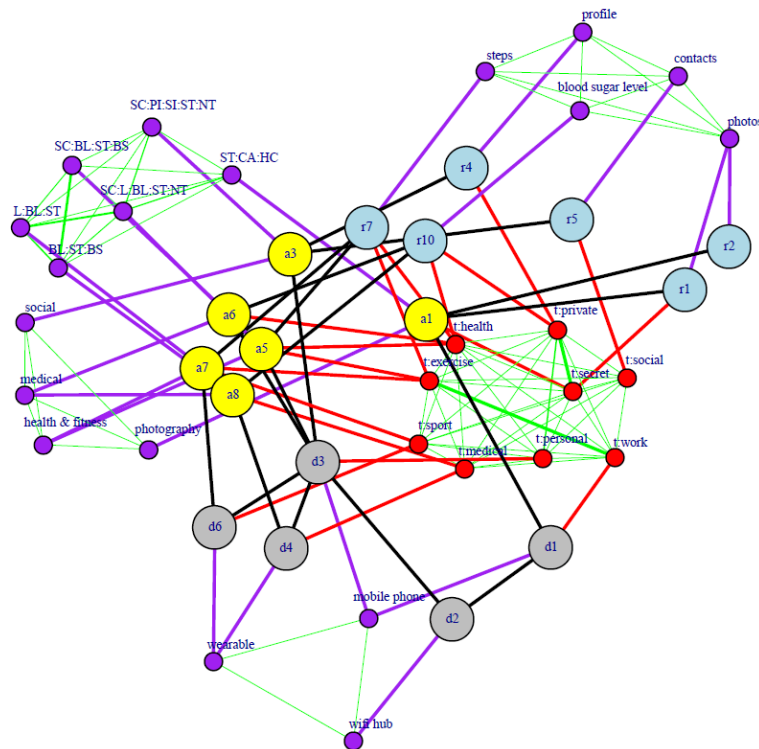 profile
steps
contacts
blood sugar level
SC:PI:SI:ST:NT
photos
SC:BL:ST:BS
ST:CA:HC
r4
SC:L:BL:ST:NT
L:BL:ST
r5
r7
r10
r2
BL:ST:BS
a3
r1
social
a6
a1
t:private
t:health
a5
t:exercise
t:social
a7
medical
t:secret
a8
health & fitness
photography
t:sport
t:personal
t:work
t:medical
d3
d6
d4
d1
mobile phone
d2
wearable
wifi hub